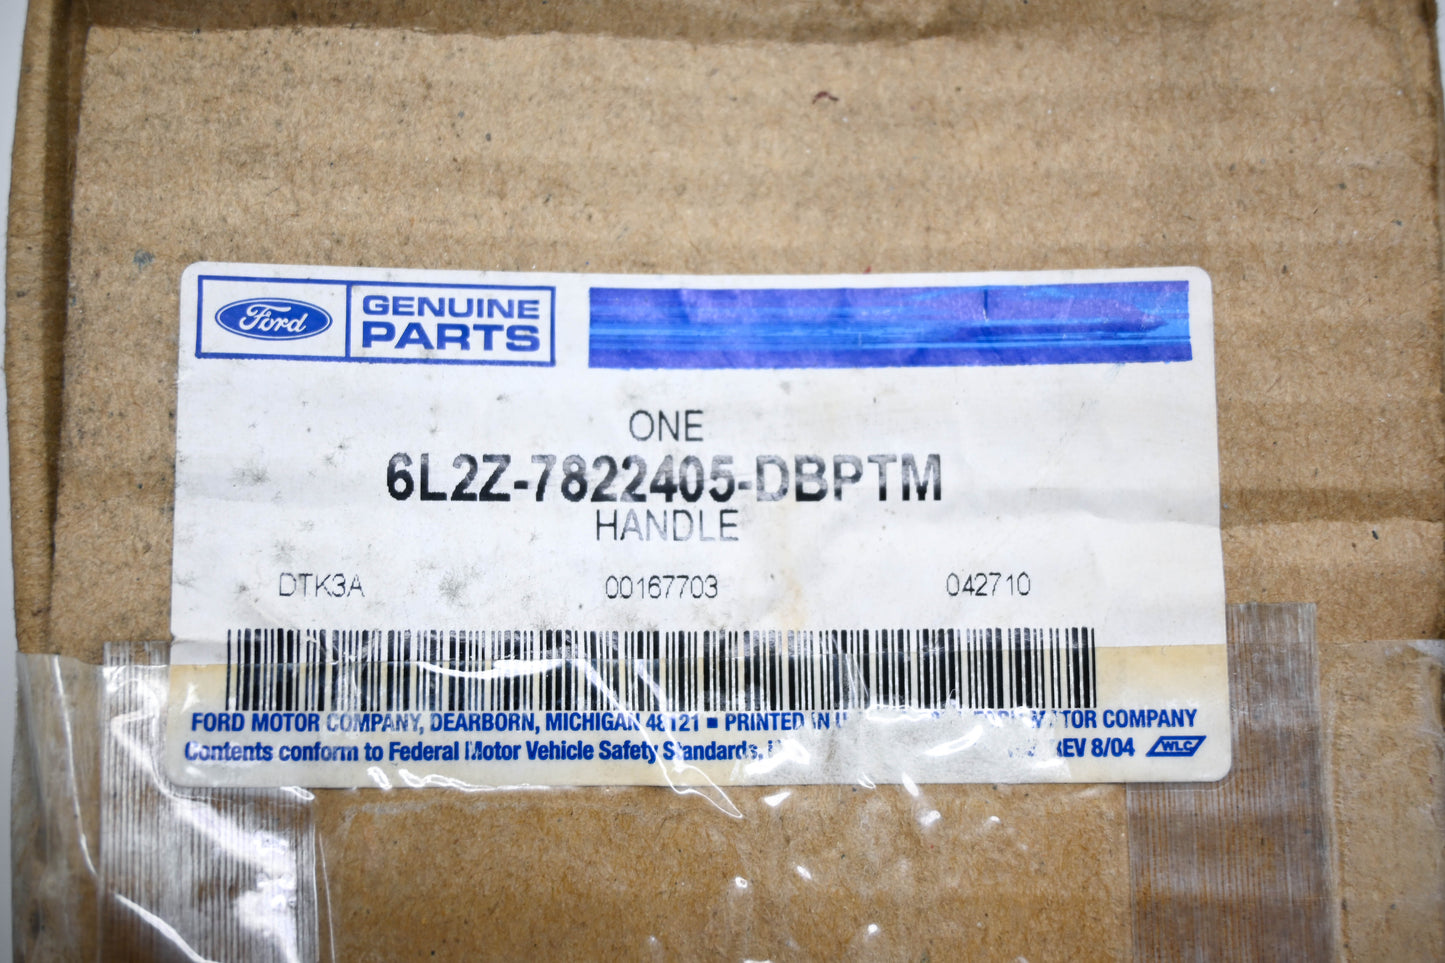 Ford
GENUINE
PARTS
ONE
6L2Z-7822405-DBPTM
HANDLE
DTK3A 00167703 042710
FORD MOTOR COMPANY, DEARBORN, MICHIGAN 48121 ■ PRINTED IN COMPANY
Contents conform to Federal Motor Vehicle Safety Standards, REV 8/04 WLC